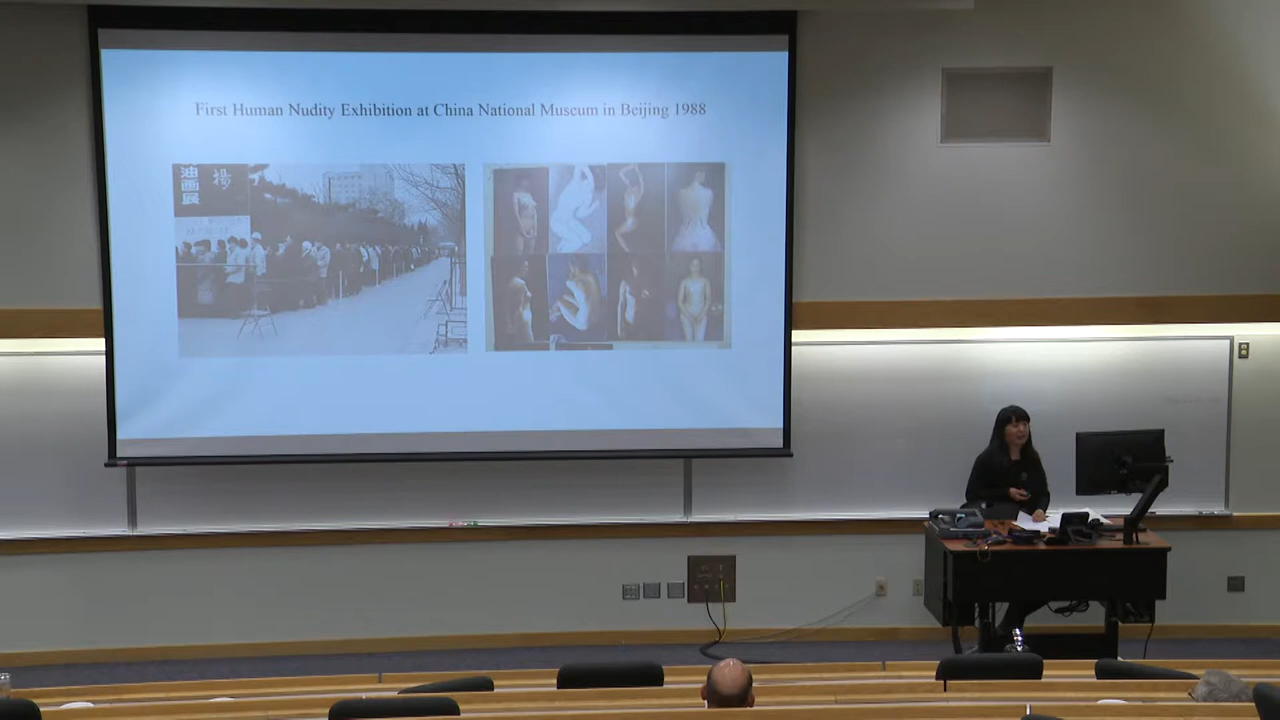 First Human Nudity Exhibition at China National Museum in Beijing 1988
油画展